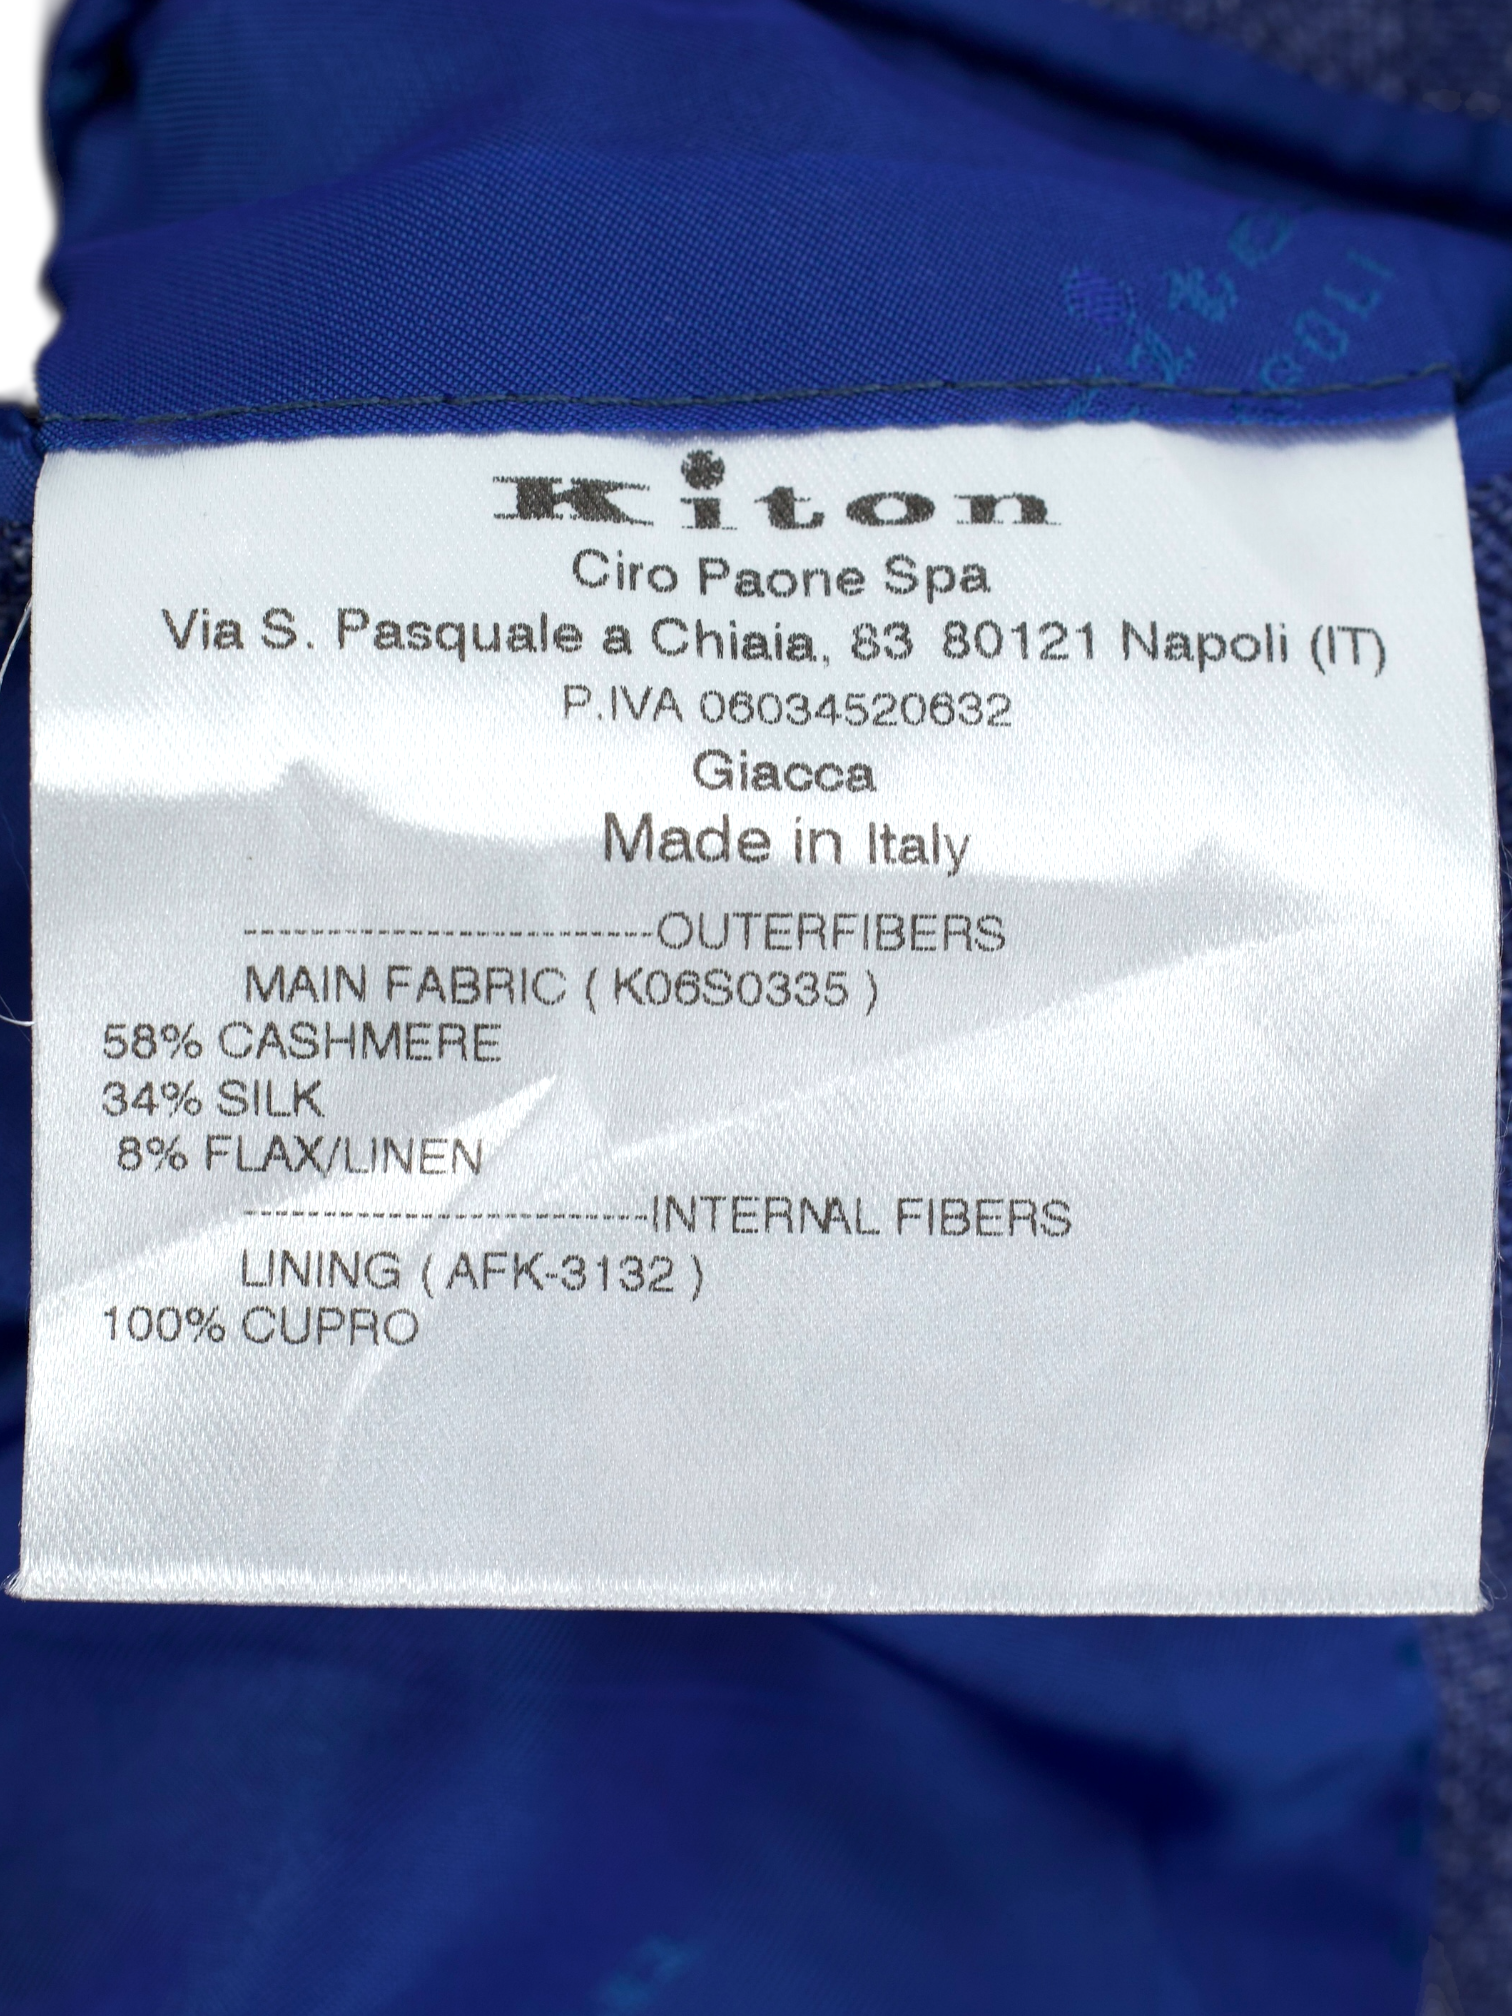 Kiton
Ciro Paone Spa
Via S. Pasquale a Chiaia, 83 80121 Napoli (IT)
P.IVA 06034520632
Giacca
Made in Italy
------------------------OUTERFIBERS
MAIN FABRIC ( K06S0335 )
58% CASHMERE
34% SILK
8% FLAX/LINEN
------------------------INTERNAL FIBERS
LINING ( AFK-3132 )
100% CUPRO